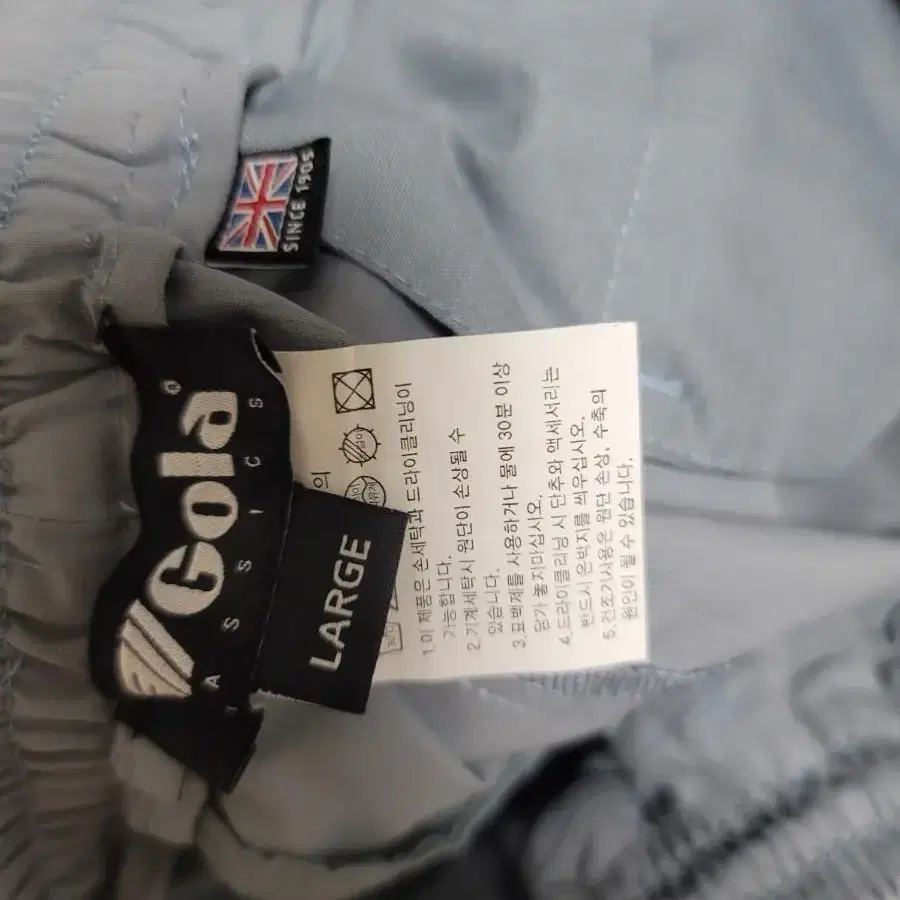 SINCE 1905
Gola
LARGE
의
1.이 제품은 손세탁과 드라이클리닝이
가능합니다.
2.기계세탁시 원단이 손상될 수
있습니다.
3.표백제를 사용하거나 물에 30분 이상
담가 놓지마십시오.
4.드라이클리닝 시 단추와 액세서리는
반드시 은박지를 씌우십시오.
5.건조기사용은 원단 손상, 수축의
원인이 될 수 있습니다.